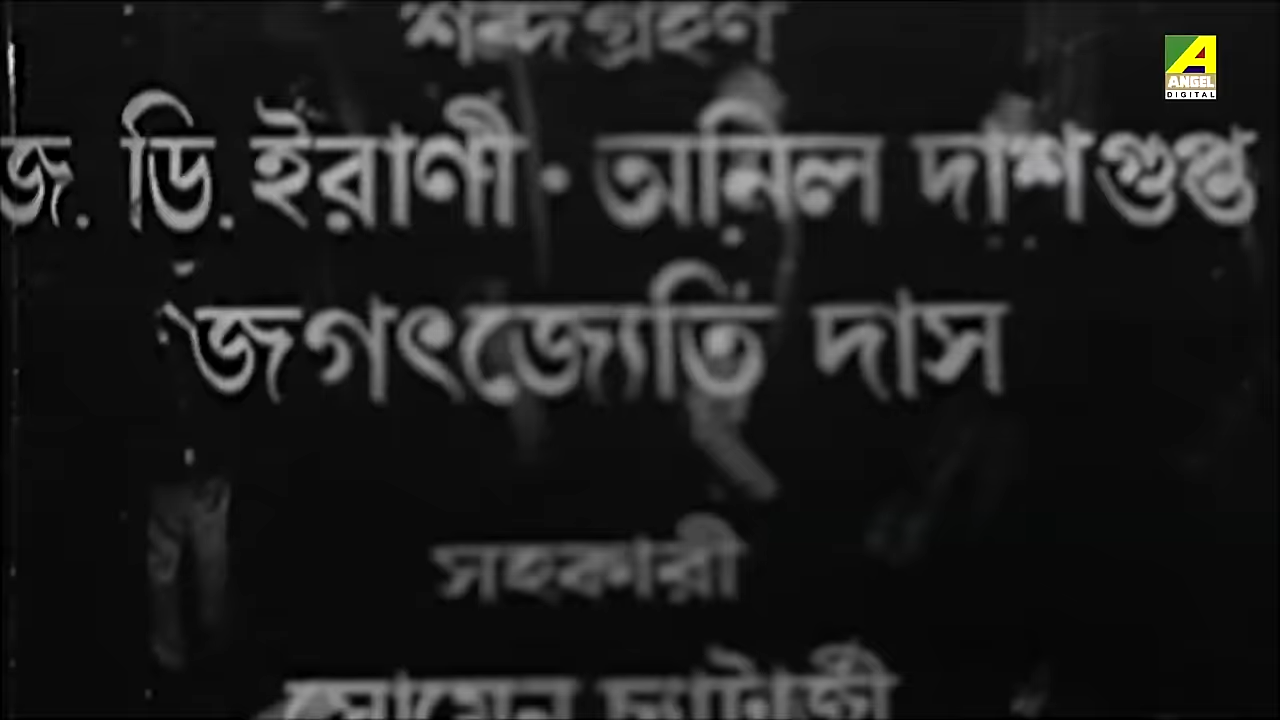 শব্দগ্রহণ
ANGEL
DIGITAL
জ. ডি. ইরাণী · অনিল দাশগুপ্ত
জগৎজ্যেতি দাস
সহকারী
সোমেন চ্যাটার্জী